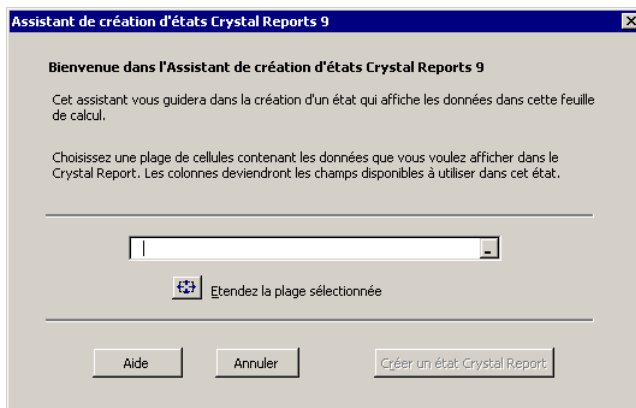 Assistant de création d'états Crystal Reports 9
Bienvenue dans l'Assistant de création d'états Crystal Reports 9
Cet assistant vous guidera dans la création d'un état qui affiche les données dans cette feuille
de calcul.
Choisissez une plage de cellules contenant les données que vous voulez afficher dans le
Crystal Report. Les colonnes deviendront les champs disponibles à utiliser dans cet état.
Etendez la plage sélectionnée
Aide
Annuler
Créer un état Crystal Report